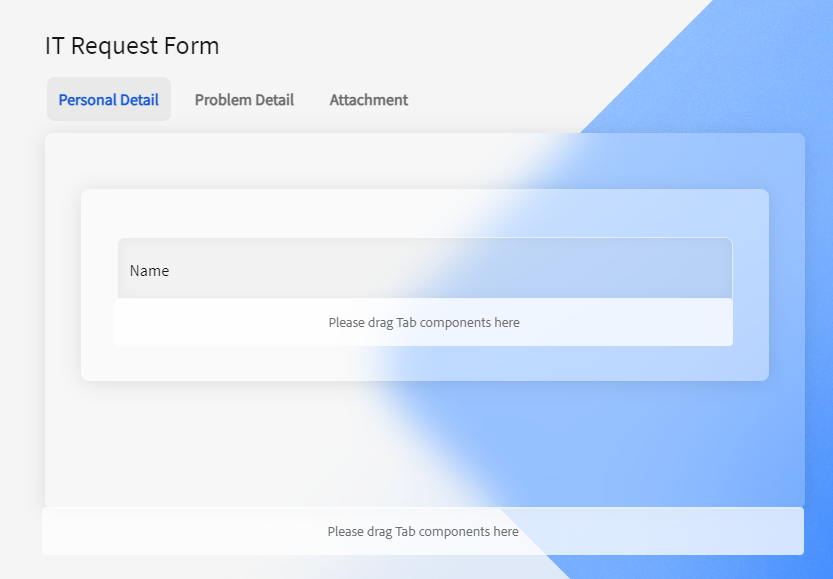 IT Request Form
Personal Detail Problem Detail Attachment
Name
Please drag Tab components here
Please drag Tab components here